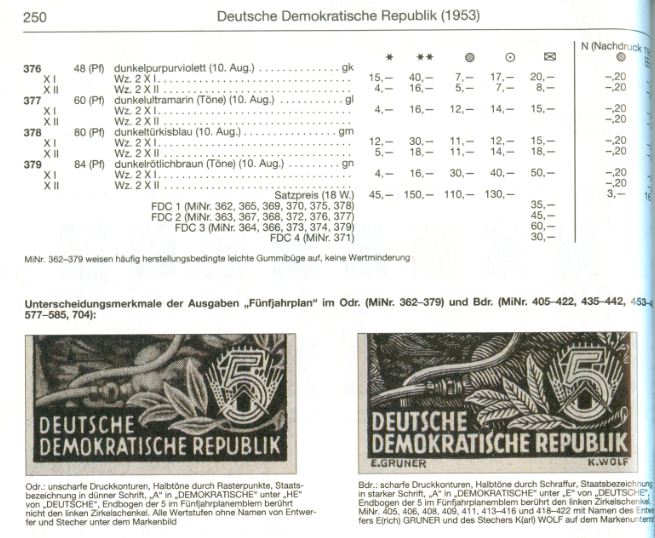 250 Deutsche Demokratische Republik (1953)
N (Nachdruck
* ** ⊙ ✉
376 48 (Pf) dunkelpurpurviolett (10. Aug.) . . . . . . . . . . . . . . gk
X I Wz. 2 X I . . . . . . . . . . . . . . . . . . . . . . . . . . . . . 15,— 40,— 7,— 17,— 20,— –,20
X II Wz. 2 X II . . . . . . . . . . . . . . . . . . . . . . . . . . . . . 4,— 16,— 5,— 7,— 8,— –,20
377 60 (Pf) dunkelultramarin (Töne) (10. Aug.) . . . . . . . . . . . gl
X I Wz. 2 X I . . . . . . . . . . . . . . . . . . . . . . . . . . . . . 4,— 16,— 12,— 14,— 15,— –,20
X II Wz. 2 X II . . . . . . . . . . . . . . . . . . . . . . . . . . . . . –,20
378 80 (Pf) dunkeltürkisblau (10. Aug.) . . . . . . . . . . . . . . . . gm
X I Wz. 2 X I . . . . . . . . . . . . . . . . . . . . . . . . . . . . . 12,— 30,— 11,— 12,— 15,— –,20
X II Wz. 2 X II . . . . . . . . . . . . . . . . . . . . . . . . . . . . . 5,— 18,— 11,— 14,— 18,— –,20
379 84 (Pf) dunkelrötlichbraun (Töne) (10. Aug.) . . . . . . . . . . gn
X I Wz. 2 X I . . . . . . . . . . . . . . . . . . . . . . . . . . . . . 4,— 16,— 30,— 40,— 50,— –,20
X II Wz. 2 X II . . . . . . . . . . . . . . . . . . . . . . . . . . . . . –,20
Satzpreis (18 W.) 45,— 150,— 110,— 130,— 3,—
FDC 1 (MiNr. 362, 365, 369, 370, 375, 378) 35,—
FDC 2 (MiNr. 363, 367, 368, 372, 376, 377) 45,—
FDC 3 (MiNr. 364, 366, 373, 374, 379) 60,—
FDC 4 (MiNr. 371) 30,—
MiNr. 362–379 weisen häufig herstellungsbedingte leichte Gummibüge auf, keine Wertminderung
Unterscheidungsmerkmale der Ausgaben „Fünfjahrplan" im Odr. (MiNr. 362–379) und Bdr. (MiNr. 405–422, 435–442,
577–585, 704):
5
DEUTSCHE
DEMOKRATISCHE REPUBLIK
Odr.: unscharfe Druckkonturen, Halbtöne durch Rasterpunkte, Staats-
bezeichnung in dünner Schrift, „A" in „DEMOKRATISCHE" unter „HE"
von „DEUTSCHE", Endbogen der 5 im Fünfjahrplanemblem berührt
nicht den linken Zirkelschenkel. Alle Wertstufen ohne Namen von Entwer-
fer und Stecher unter dem Markenbild
5
DEUTSCHE
DEMOKRATISCHE REPUBLIK
E.GRUNER K.WOLF
Bdr.: scharfe Druckkonturen, Halbtöne durch Schraffur, Staatsbezeichnung
in starker Schrift, „A" in „DEMOKRATISCHE" unter „E" von „DEUTSCHE",
Endbogen der 5 im Fünfjahrplanemblem berührt den linken Zirkelschenkel.
MiNr. 405, 406, 408, 409, 411, 413–416 und 418–422 mit Namen des
fers E(rich) GRUNER und des Stechers K(arl) WOLF auf dem